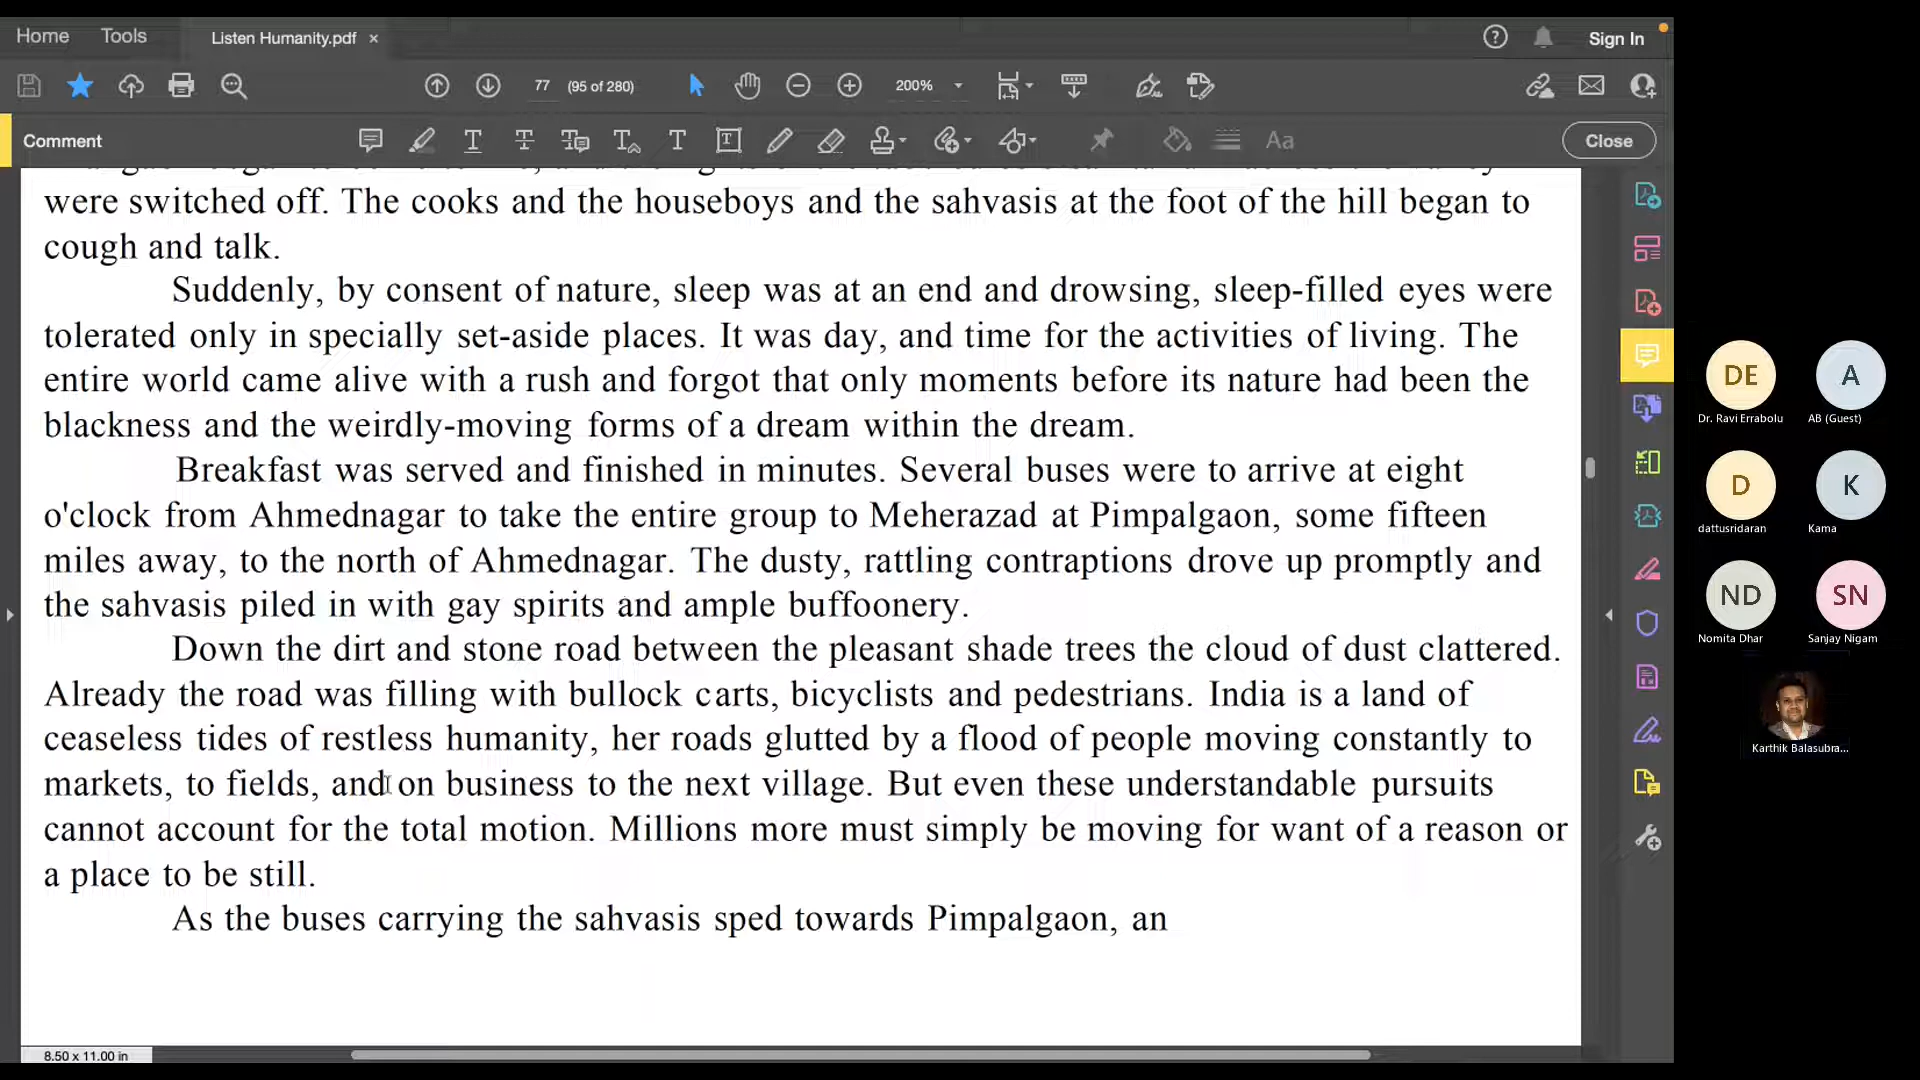 Home Tools Listen Humanity.pdf × Sign In
77 (95 of 280) 200%
Comment Close
were switched off. The cooks and the houseboys and the sahvasis at the foot of the hill began to
cough and talk.
Suddenly, by consent of nature, sleep was at an end and drowsing, sleep-filled eyes were
tolerated only in specially set-aside places. It was day, and time for the activities of living. The
entire world came alive with a rush and forgot that only moments before its nature had been the
blackness and the weirdly-moving forms of a dream within the dream.
Breakfast was served and finished in minutes. Several buses were to arrive at eight
o'clock from Ahmednagar to take the entire group to Meherazad at Pimpalgaon, some fifteen
miles away, to the north of Ahmednagar. The dusty, rattling contraptions drove up promptly and
the sahvasis piled in with gay spirits and ample buffoonery.
Down the dirt and stone road between the pleasant shade trees the cloud of dust clattered.
Already the road was filling with bullock carts, bicyclists and pedestrians. India is a land of
ceaseless tides of restless humanity, her roads glutted by a flood of people moving constantly to
markets, to fields, and on business to the next village. But even these understandable pursuits
cannot account for the total motion. Millions more must simply be moving for want of a reason or
a place to be still.
As the buses carrying the sahvasis sped towards Pimpalgaon, an
8.50 x 11.00 in
DE A
Dr. Ravi Errabolu AB (Guest)
D K
dattusridaran Kama
ND SN
Nomita Dhar Sanjay Nigam
Karthik Balasubra...